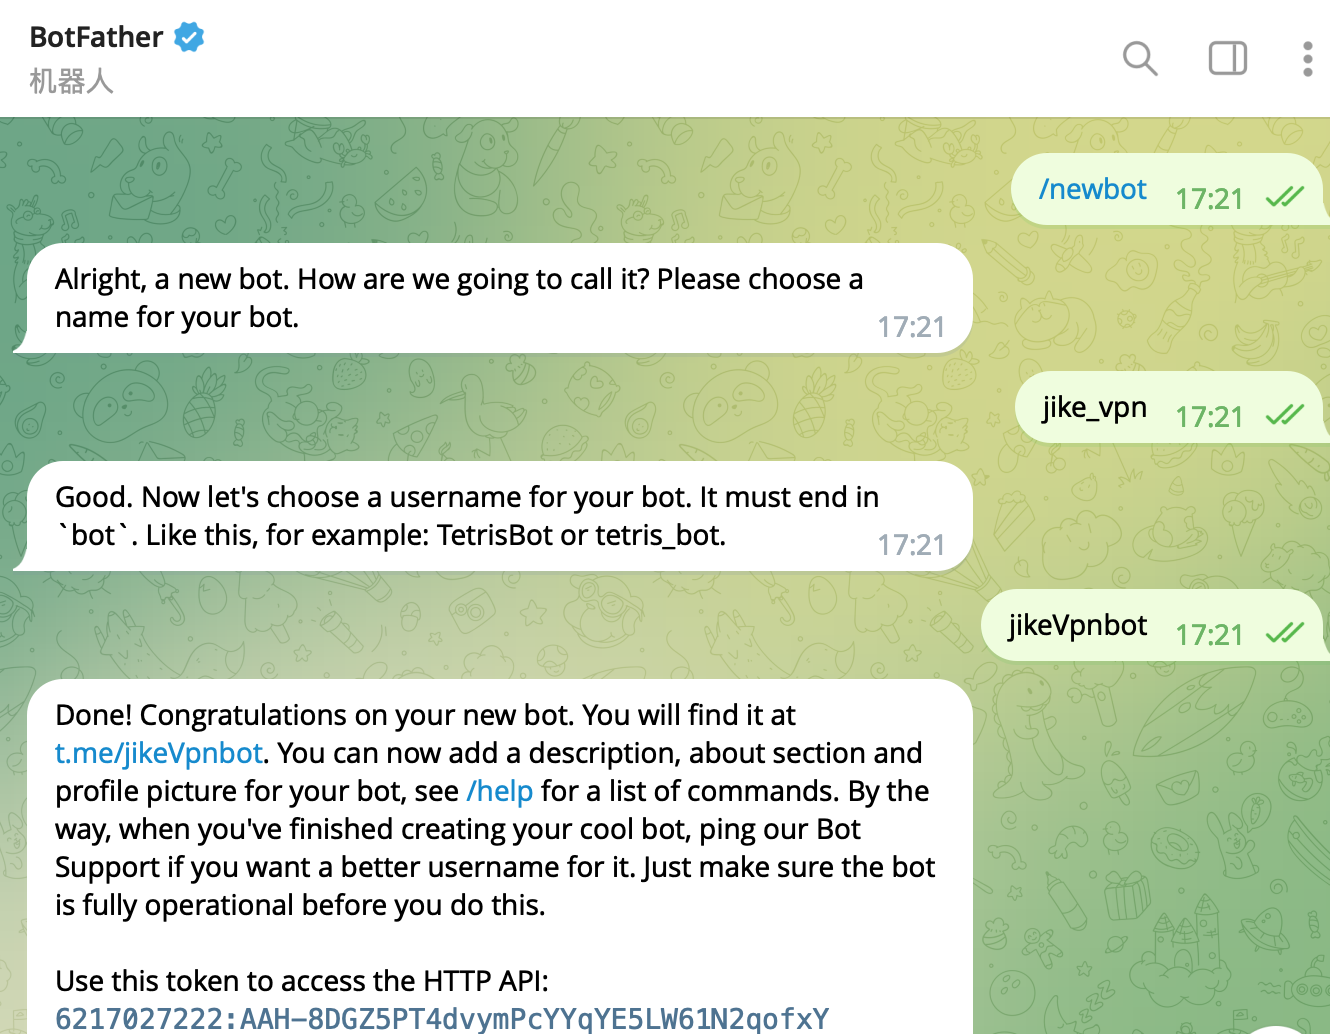 BotFather
机器人
/newbot 17:21
Alright, a new bot. How are we going to call it? Please choose a
name for your bot.
17:21
jike_vpn 17:21
Good. Now let's choose a username for your bot. It must end in
`bot`. Like this, for example: TetrisBot or tetris_bot.
17:21
jikeVpnbot 17:21
Done! Congratulations on your new bot. You will find it at
t.me/jikeVpnbot. You can now add a description, about section and
profile picture for your bot, see /help for a list of commands. By the
way, when you've finished creating your cool bot, ping our Bot
Support if you want a better username for it. Just make sure the bot
is fully operational before you do this.
Use this token to access the HTTP API:
6217027222:AAH-8DGZ5PT4dvympPcYYqYE5LW61N2qofxY